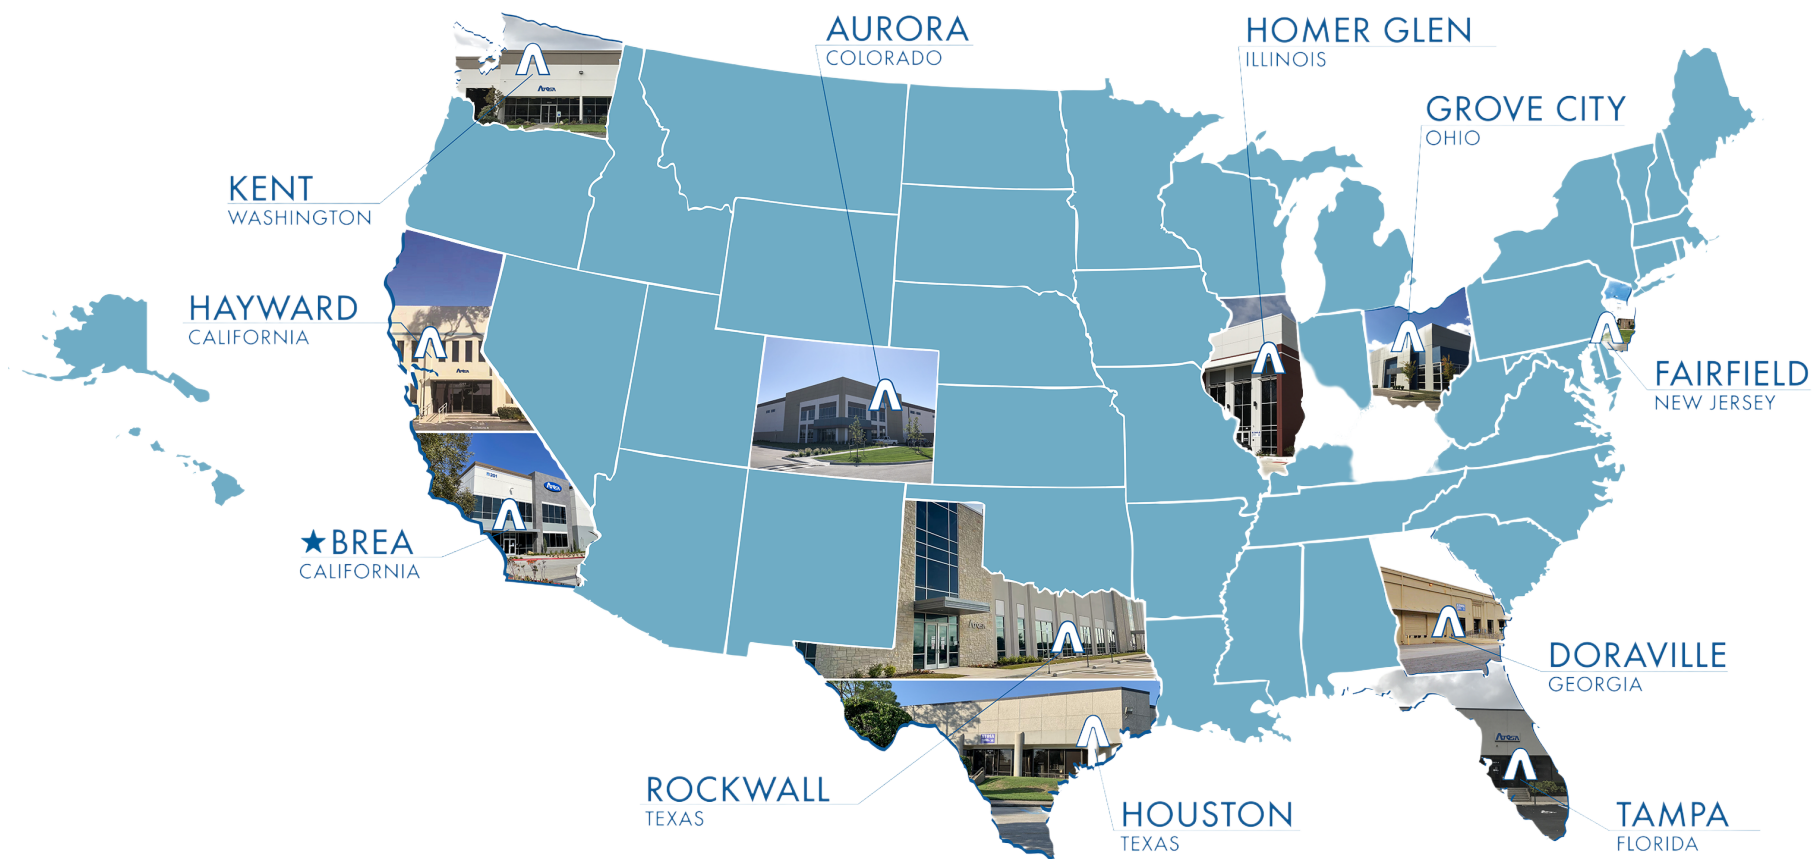 AURORA
COLORADO
HOMER GLEN
ILLINOIS
GROVE CITY
OHIO
KENT
WASHINGTON
HAYWARD
CALIFORNIA
FAIRFIELD
NEW JERSEY
★BREA
CALIFORNIA
DORAVILLE
GEORGIA
ROCKWALL
TEXAS
HOUSTON
TEXAS
TAMPA
FLORIDA